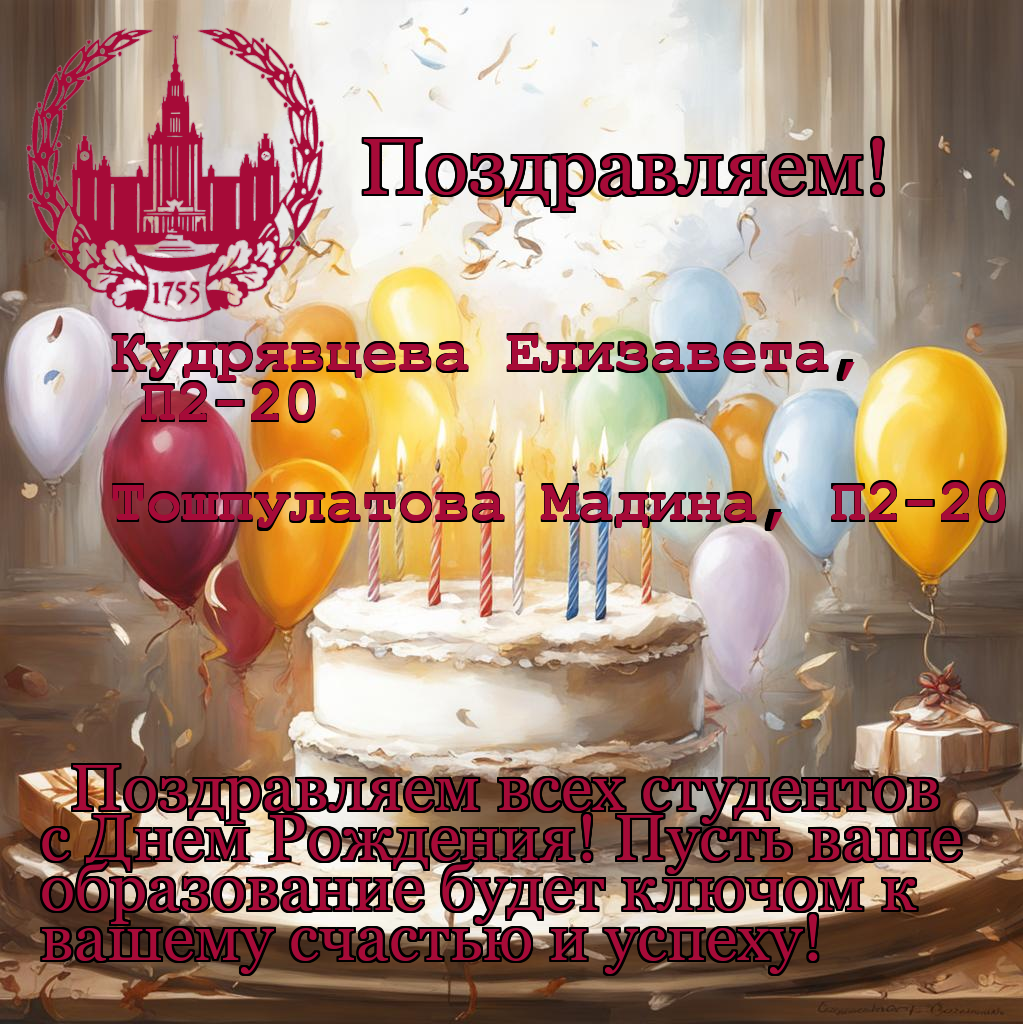 1755
Поздравляем!
Кудрявцева Елизавета,
П2-20
Тошпулатова Мадина, П2-20
Поздравляем всех студентов
с Днем Рождения! Пусть ваше
образование будет ключом к
вашему счастью и успеху!